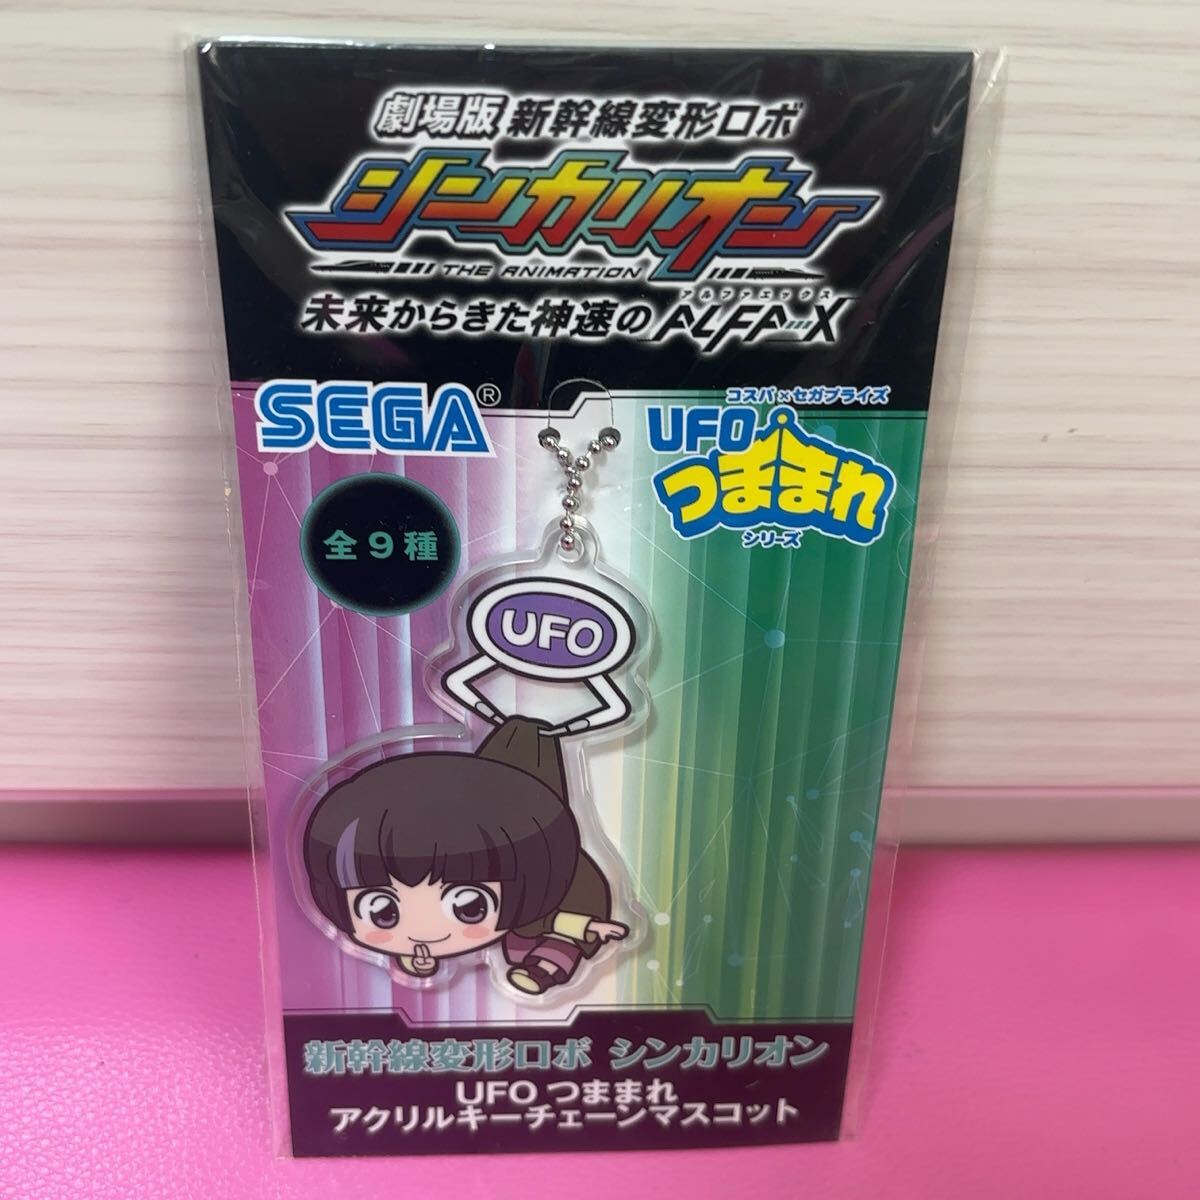 劇場版 新幹線変形ロボ
シンカリオン
THE ANIMATION
アルファエックス
未来からきた神速のALFA-X
SEGA®
コスパ×セガプライズ
UFO
つままれ
シリーズ
全9種
UFO
新幹線変形ロボ シンカリオン
UFO つままれ
アクリルキーチェーンマスコット